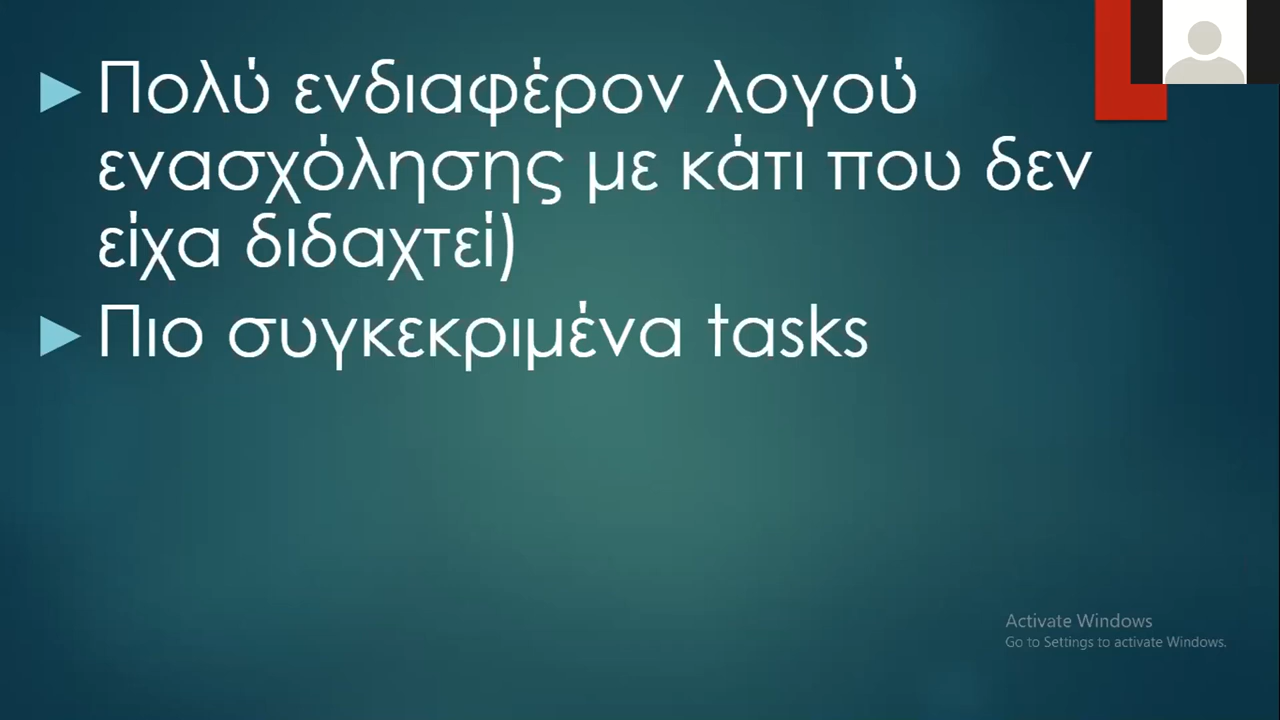 Πολύ ενδιαφέρον λογού
ενασχόλησης με κάτι που δεν
είχα διδαχτεί)
Πιο συγκεκριμένα tasks
Activate Windows
Go to Settings to activate Windows.